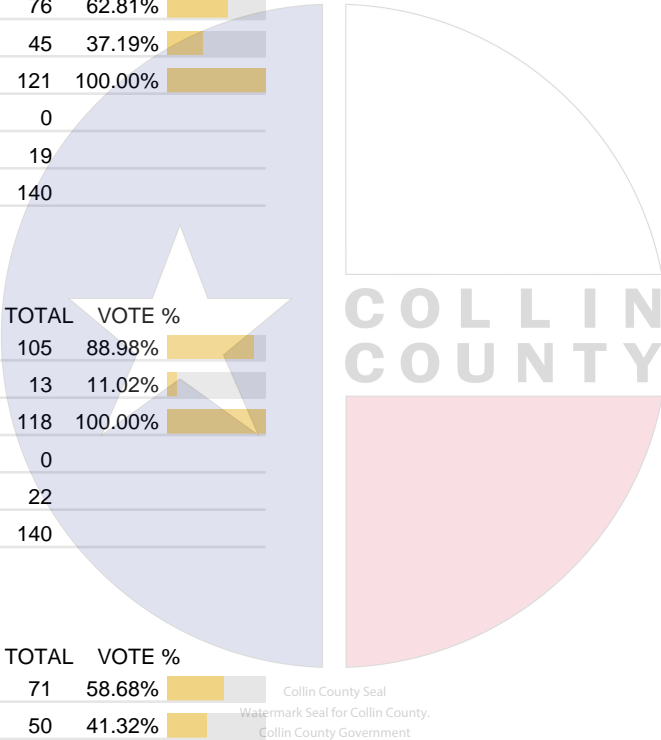 76 62.81%
45 37.19%
121 100.00%
0
19
140
TOTAL VOTE %
105 88.98%
13 11.02%
118 100.00%
0
22
140
COLLIN
COUNTY
TOTAL VOTE %
71 58.68%
50 41.32%
Collin County Seal
Watermark Seal for Collin County.
Collin County Government